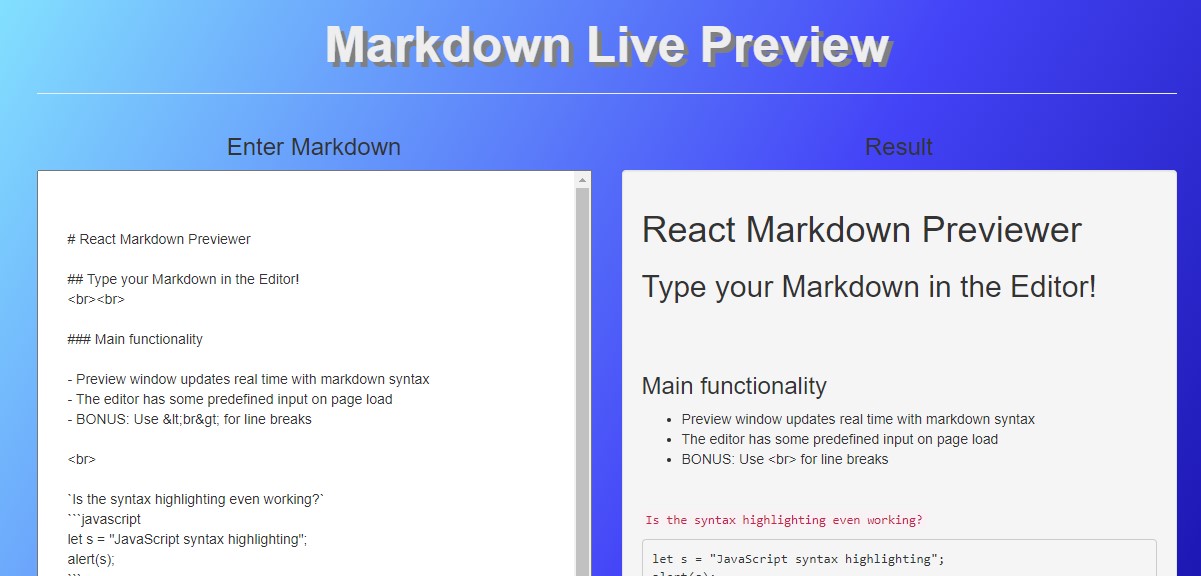 Markdown Live Preview
Enter Markdown
# React Markdown Previewer
## Type your Markdown in the Editor!
<br><br>
### Main functionality
- Preview window updates real time with markdown syntax
- The editor has some predefined input on page load
- BONUS: Use &lt;br&gt; for line breaks
<br>
`Is the syntax highlighting even working?`
```javascript
let s = "JavaScript syntax highlighting";
alert(s);
```
Result
React Markdown Previewer
Type your Markdown in the Editor!
Main functionality
• Preview window updates real time with markdown syntax
• The editor has some predefined input on page load
• BONUS: Use <br> for line breaks
Is the syntax highlighting even working?
let s = "JavaScript syntax highlighting";
alert(s);